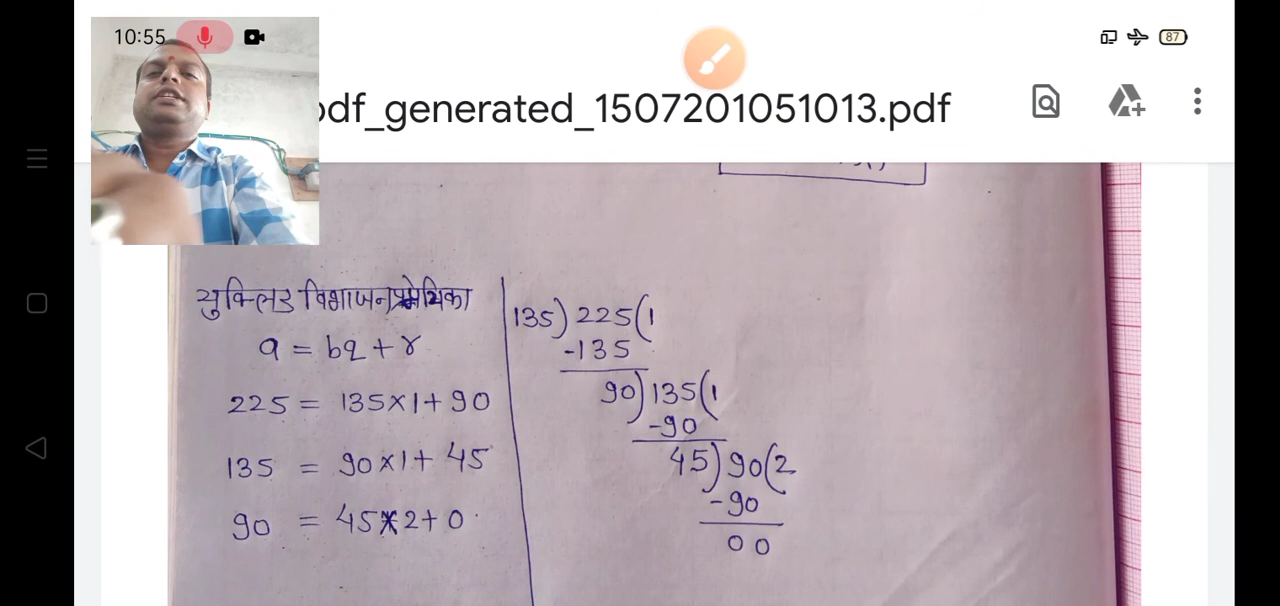 10:55
87
pdf_generated_1507201051013.pdf
युक्लिड विभाजन प्रमेयिका
a = bq + r
225 = 135×1+ 90
135 = 90×1+ 45
90 = 45×2+ 0
135) 225 (1
-135
90) 135 (1
-90
45) 90 (2
-90
00